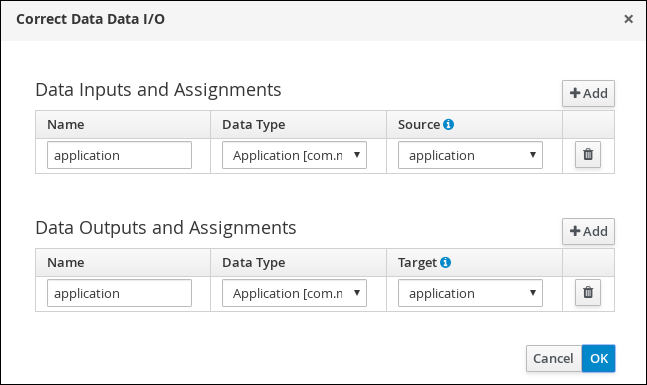 Correct Data Data I/O ×
Data Inputs and Assignments
+ Add
Name Data Type Source
application Application [com.n application
Data Outputs and Assignments
+ Add
Name Data Type Target
application Application [com.n application
Cancel OK